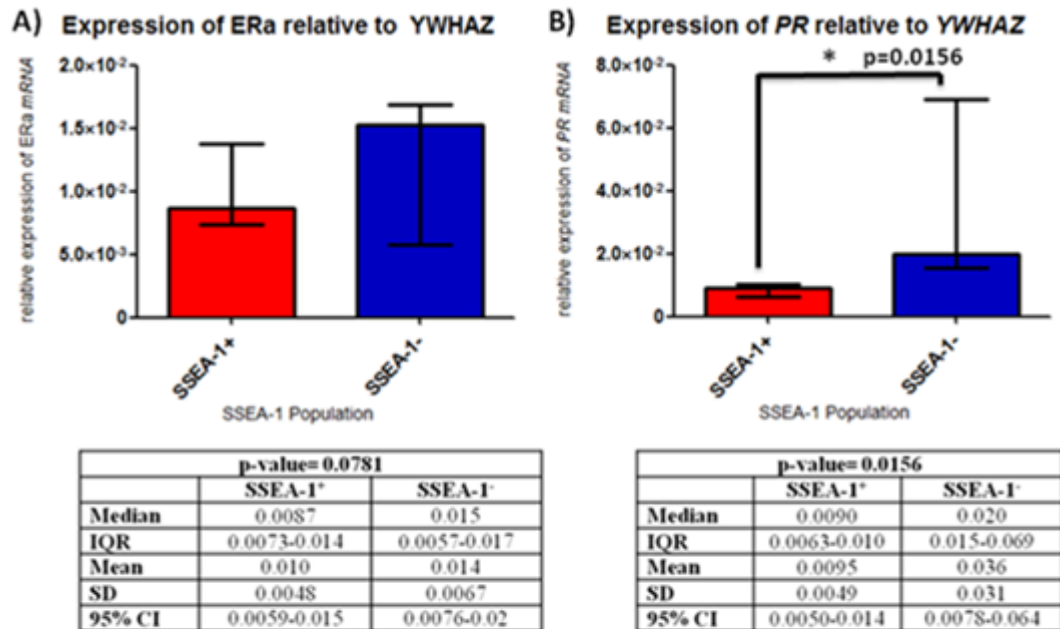 A) Expression of ERa relative to YWHAZ
2.0×10⁻²
1.5×10⁻²
1.0×10⁻²
5.0×10⁻³
0
relative expression of ERa mRNA
SSEA-1+
SSEA-1-
SSEA-1 Population
p-value= 0.0781
SSEA-1⁺ SSEA-1⁻
Median 0.0087 0.015
IQR 0.0073-0.014 0.0057-0.017
Mean 0.010 0.014
SD 0.0048 0.0067
95% CI 0.0059-0.015 0.0076-0.02
B) Expression of PR relative to YWHAZ
* p=0.0156
8.0×10⁻²
6.0×10⁻²
4.0×10⁻²
2.0×10⁻²
0
relative expression of PR mRNA
SSEA-1+
SSEA-1-
SSEA-1 Population
p-value= 0.0156
SSEA-1⁺ SSEA-1⁻
Median 0.0090 0.020
IQR 0.0063-0.010 0.015-0.069
Mean 0.0095 0.036
SD 0.0049 0.031
95% CI 0.0050-0.014 0.0078-0.064